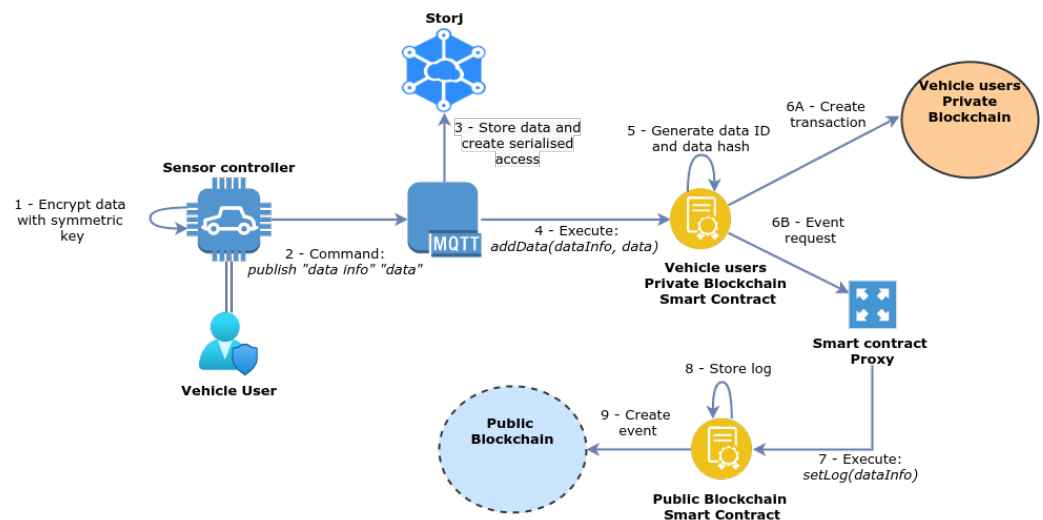 Storj
Vehicle users
Private
Blockchain
6A - Create
transaction
3 - Store data and
create serialised
access
5 - Generate data ID
and data hash
Sensor controller
1 - Encrypt data
with symmetric
key
MQTT
2 - Command:
publish "data info" "data"
4 - Execute:
addData(dataInfo, data)
6B - Event
request
Vehicle users
Private Blockchain
Smart Contract
Smart contract
Proxy
Vehicle User
8 - Store log
Public
Blockchain
9 - Create
event
7 - Execute:
setLog(dataInfo)
Public Blockchain
Smart Contract